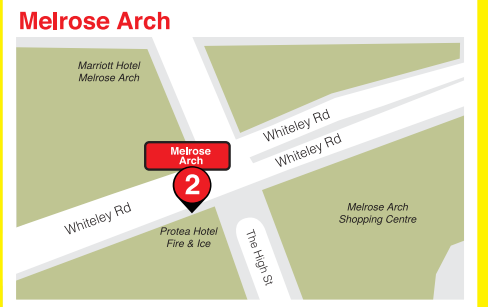 Melrose Arch
Marriott Hotel
Melrose Arch
Whiteley Rd
Whiteley Rd
Melrose
Arch
2
Whiteley Rd
Protea Hotel
Fire & Ice
The High St
Melrose Arch
Shopping Centre